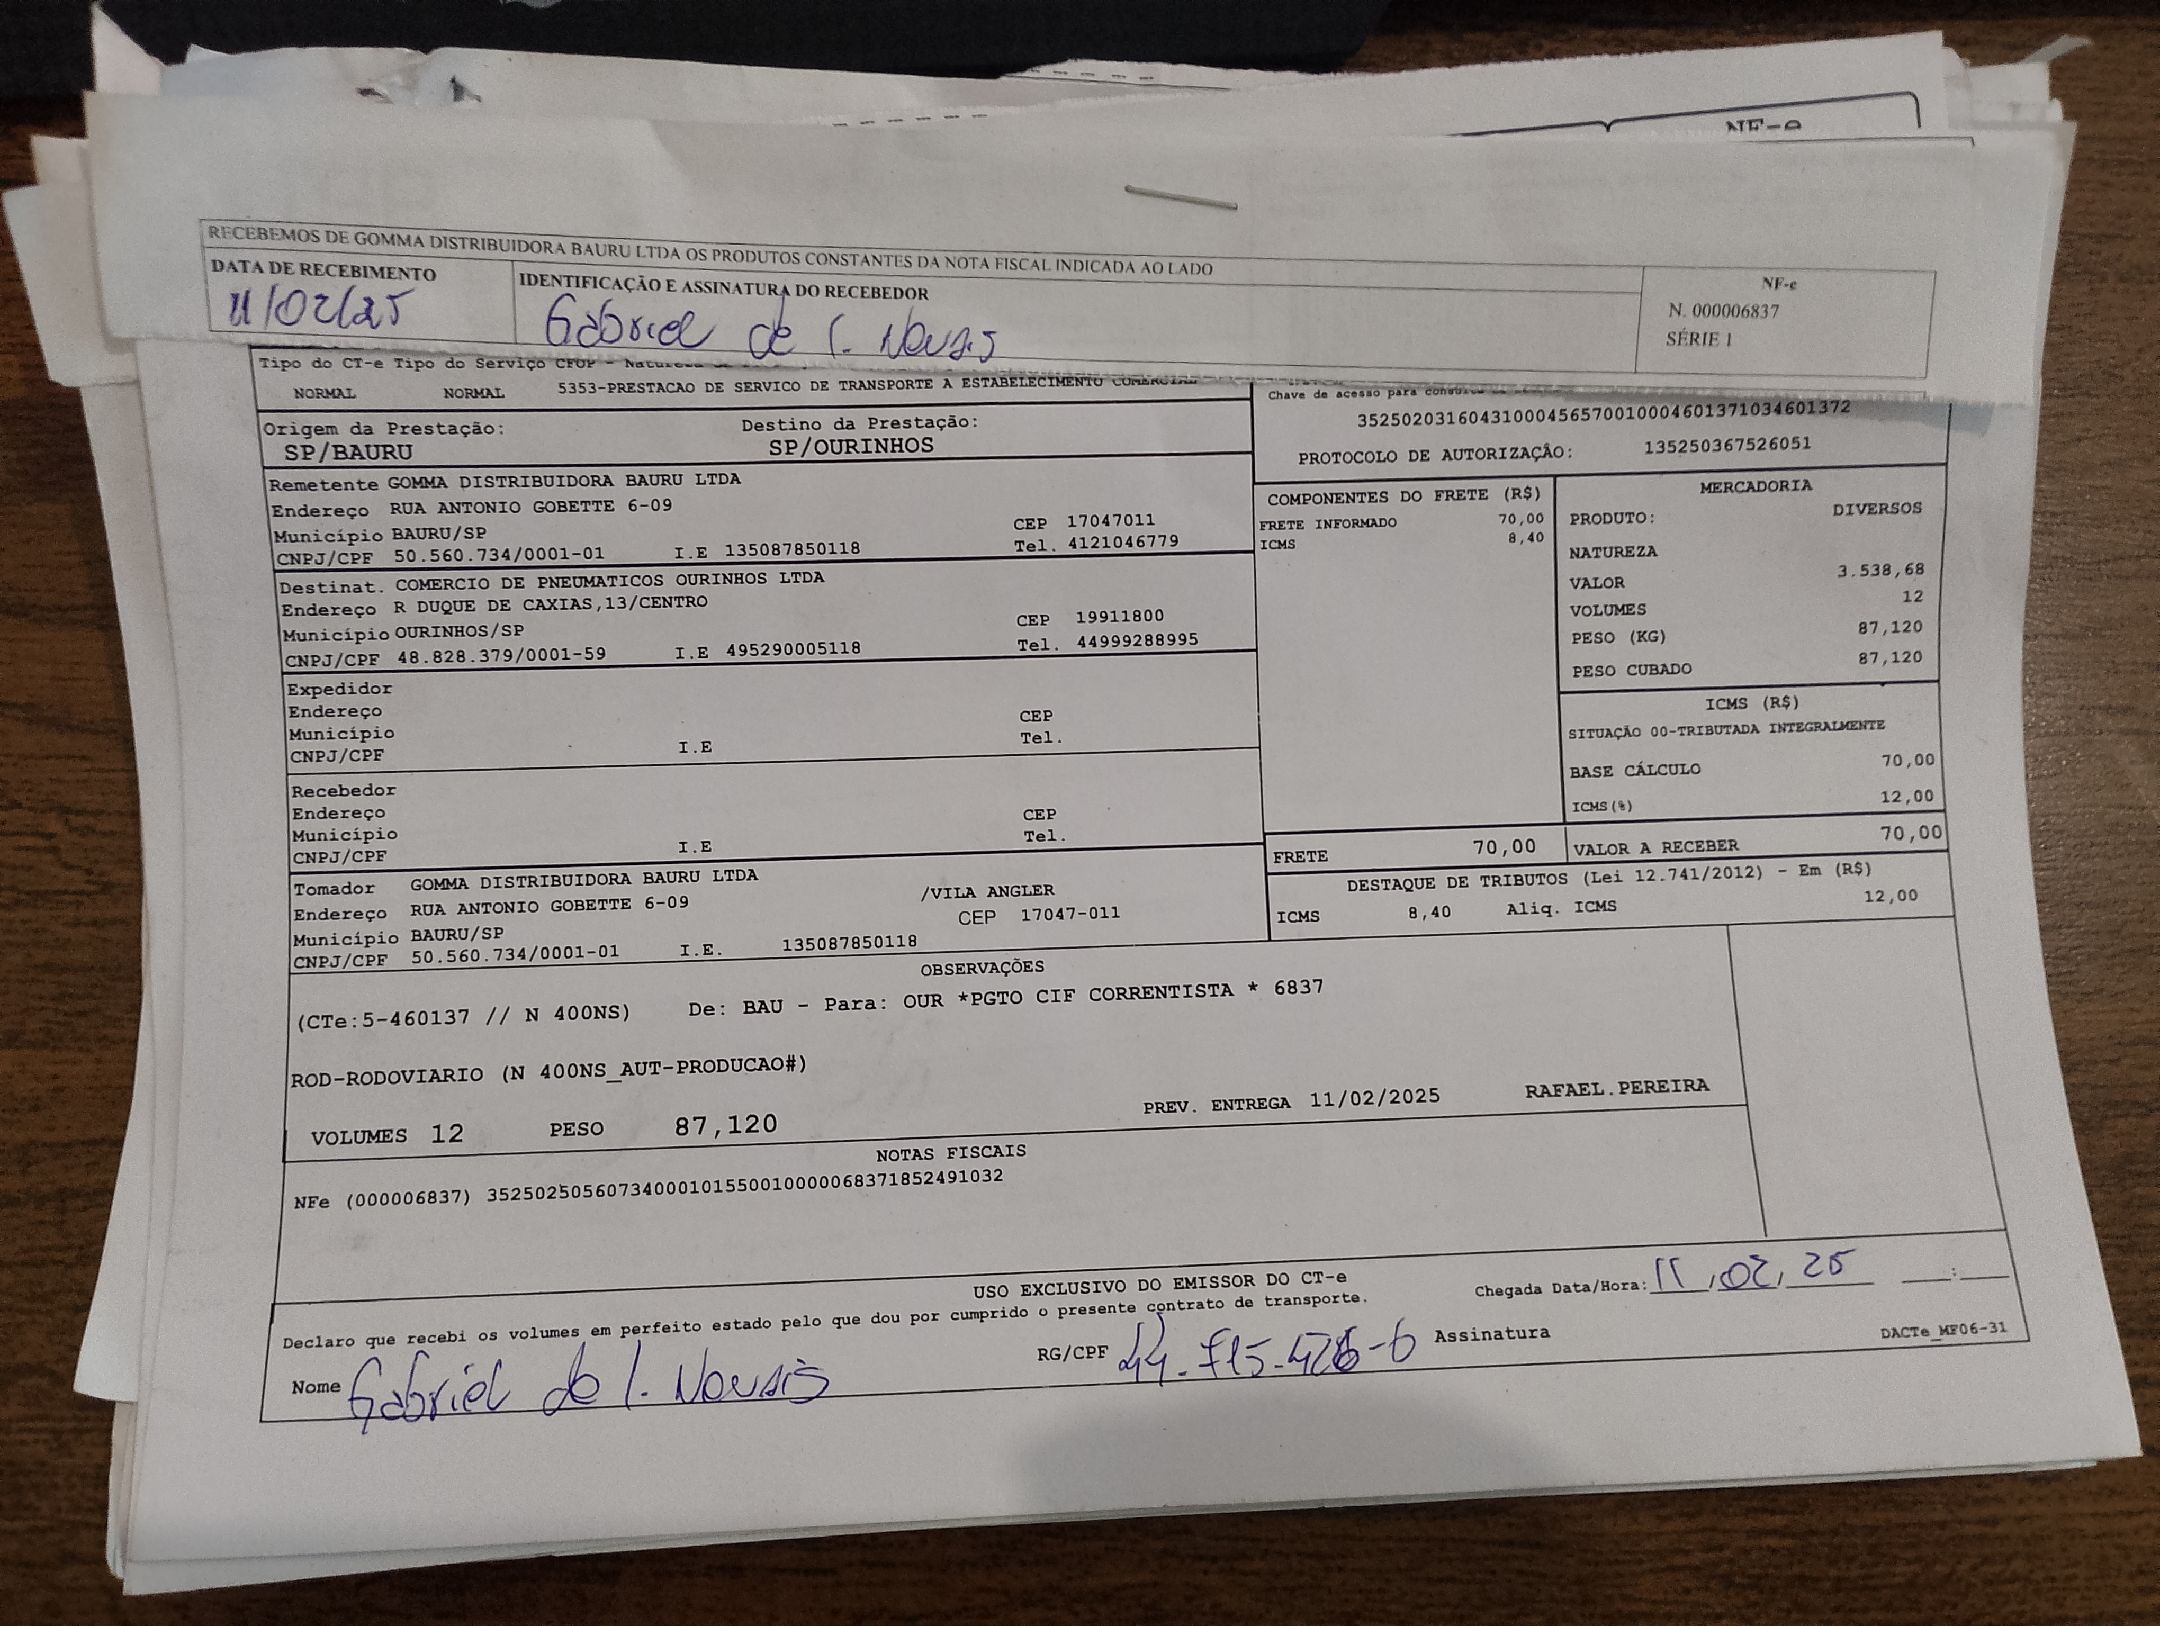 NF-e
RECEBEMOS DE GOMMA DISTRIBUIDORA BAURU LTDA OS PRODUTOS CONSTANTES DA NOTA FISCAL INDICADA AO LADO
DATA DE RECEBIMENTO
11/02/25
IDENTIFICAÇÃO E ASSINATURA DO RECEBEDOR
Gabriel de
NF-e
N. 000006837
SÉRIE 1
Tipo do CT-e Tipo do Serviço CFOP -
NORMAL NORMAL 5353-PRESTACAO DE SERVICO DE TRANSPORTE A ESTABELECIMENTO COMERCIAL
Origem da Prestação: Destino da Prestação:
SP/BAURU SP/OURINHOS
Chave de acesso para
35250203160431000456570010004601371034601372
PROTOCOLO DE AUTORIZAÇÃO: 135250367526051
Remetente GOMMA DISTRIBUIDORA BAURU LTDA
Endereço RUA ANTONIO GOBETTE 6-09
Município BAURU/SP CEP 17047011
CNPJ/CPF 50.560.734/0001-01 I.E 135087850118 Tel. 4121046779
Destinat. COMERCIO DE PNEUMATICOS OURINHOS LTDA
Endereço R DUQUE DE CAXIAS,13/CENTRO
Município OURINHOS/SP CEP 19911800
CNPJ/CPF 48.828.379/0001-59 I.E 495290005118 Tel. 44999288995
Expedidor
Endereço
Município CEP
CNPJ/CPF I.E Tel.
Recebedor
Endereço
Município CEP
CNPJ/CPF I.E Tel.
Tomador GOMMA DISTRIBUIDORA BAURU LTDA
Endereço RUA ANTONIO GOBETTE 6-09 /VILA ANGLER
Município BAURU/SP CEP 17047-011
CNPJ/CPF 50.560.734/0001-01 I.E. 135087850118
COMPONENTES DO FRETE (R$)
FRETE INFORMADO 70,00
ICMS 8,40
MERCADORIA
PRODUTO: DIVERSOS
NATUREZA
VALOR 3.538,68
VOLUMES 12
PESO (KG) 87,120
PESO CUBADO 87,120
ICMS (R$)
SITUAÇÃO 00-TRIBUTADA INTEGRALMENTE
BASE CÁLCULO 70,00
ICMS(%) 12,00
FRETE 70,00 VALOR A RECEBER 70,00
DESTAQUE DE TRIBUTOS (Lei 12.741/2012) - Em (R$)
ICMS 8,40 Aliq. ICMS 12,00
OBSERVAÇÕES
(CTe:5-460137 // N 400NS) De: BAU - Para: OUR *PGTO CIF CORRENTISTA * 6837
ROD-RODOVIARIO (N 400NS_AUT-PRODUCAO#)
VOLUMES 12 PESO 87,120 PREV. ENTREGA 11/02/2025 RAFAEL.PEREIRA
NOTAS FISCAIS
NFe (000006837) 35250250560734000101550010000068371852491032
USO EXCLUSIVO DO EMISSOR DO CT-e
Chegada Data/Hora: 11,02,25 :
Declaro que recebi os volumes em perfeito estado pelo que dou por cumprido o presente contrato de transporte.
Nome Gabriel de RG/CPF Assinatura
DACTe_MF06-31